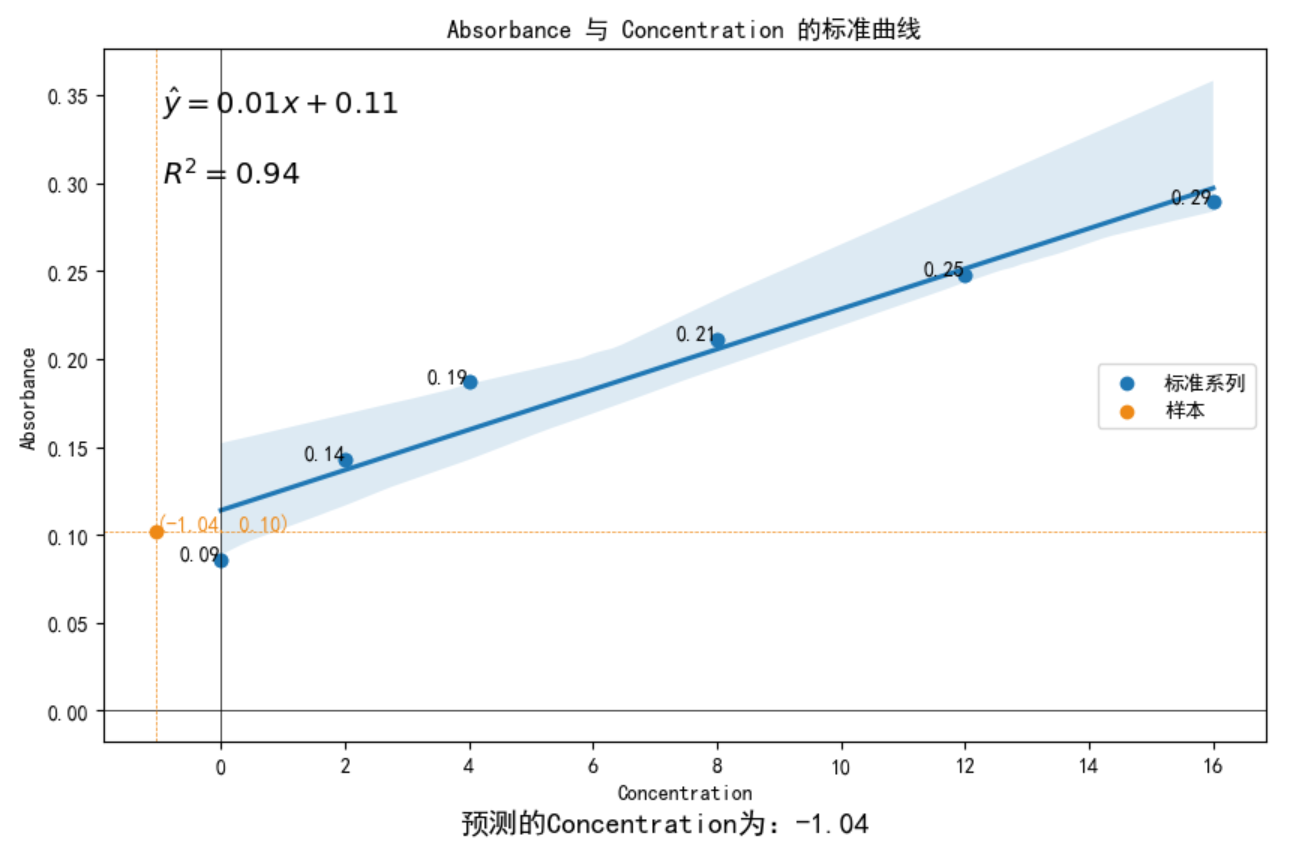 Absorbance 与 Concentration 的标准曲线
ŷ = 0.01x + 0.11
R² = 0.94
0.35
0.30
0.25
0.20
0.15
0.10
0.05
0.00
Absorbance
0.29
0.25
0.21
0.19
0.14
(-1.04, 0.10)
0.09
标准系列
样本
0 2 4 6 8 10 12 14 16
Concentration
预测的Concentration为：-1.04